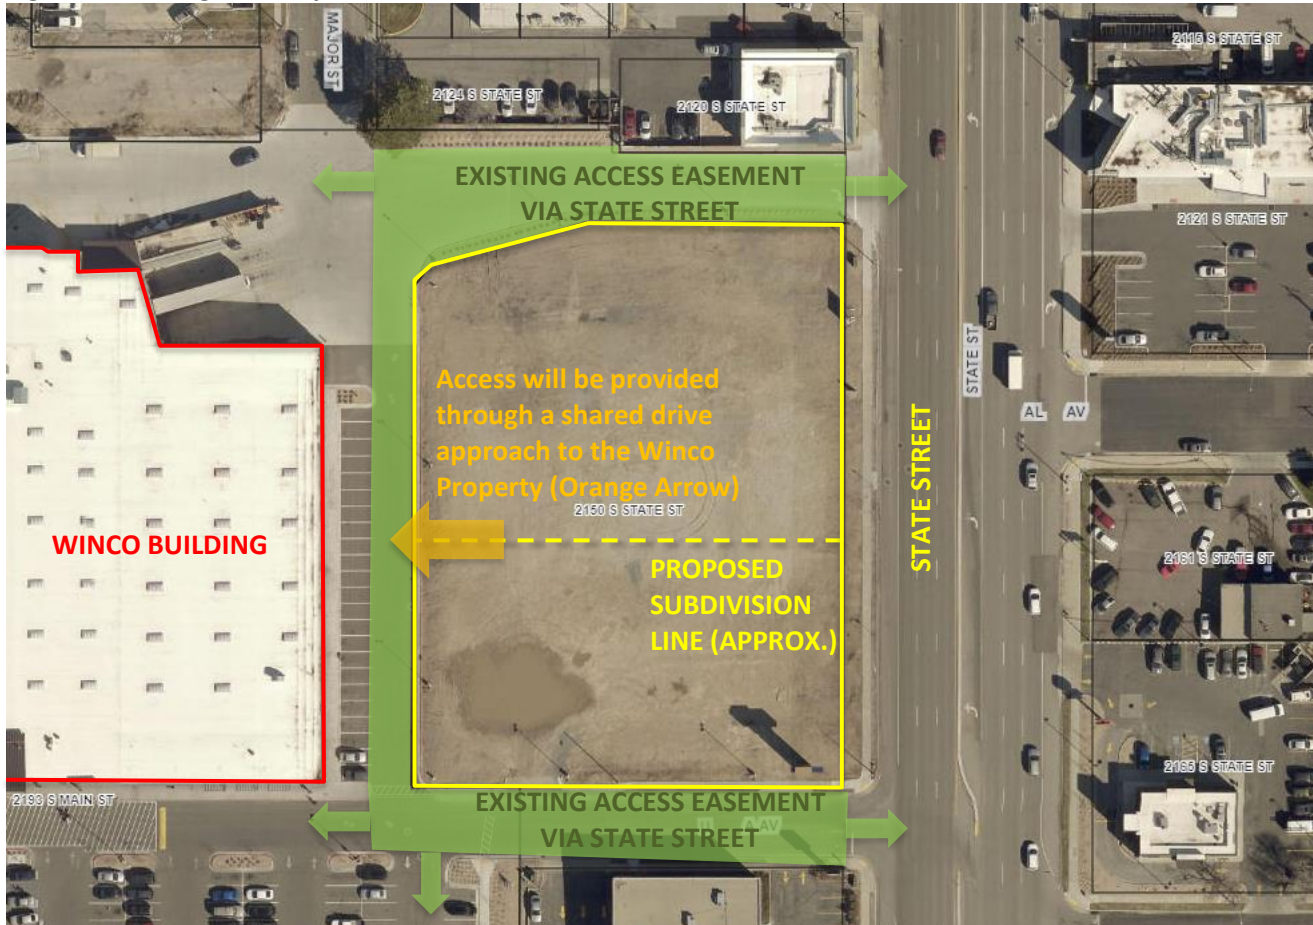 MAJOR ST
2115 S STATE ST
2124 S STATE ST
2120 S STATE ST
EXISTING ACCESS EASEMENT
VIA STATE STREET
2121 S STATE ST
STATE ST
Access will be provided
through a shared drive
approach to the Winco
Property (Orange Arrow)
2150 S STATE ST
AL AV
STATE STREET
WINCO BUILDING
PROPOSED
SUBDIVISION
LINE (APPROX.)
2161 S STATE ST
2165 S STATE ST
2193 S MAIN ST
EXISTING ACCESS EASEMENT
VIA STATE STREET
AV